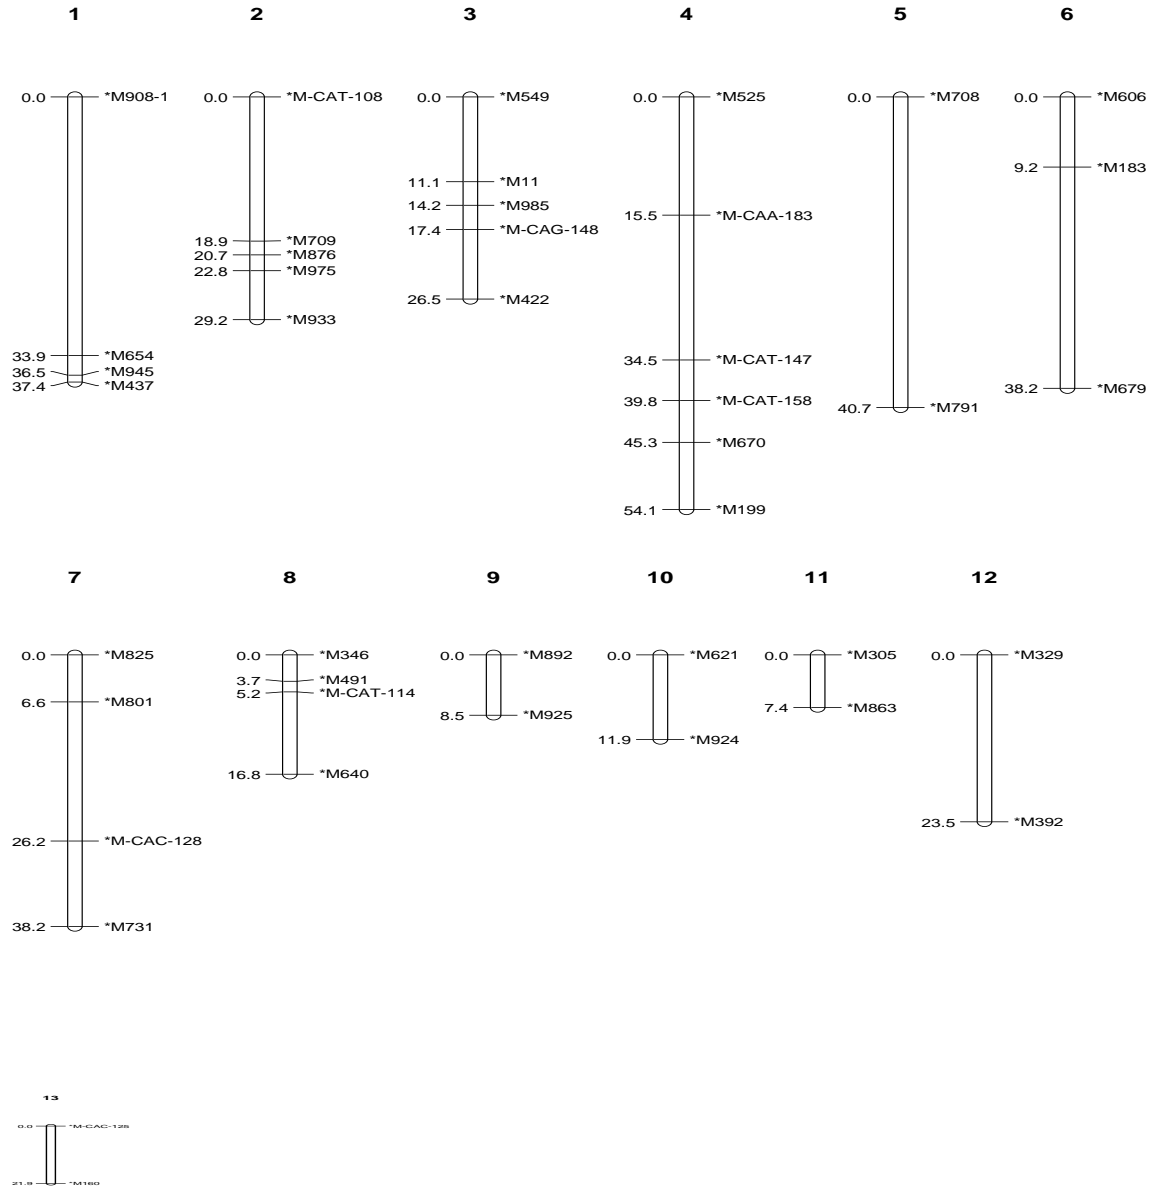 1 2 3 4 5 6
0.0 *M908-1 0.0 *M-CAT-108 0.0 *M549 0.0 *M525 0.0 *M708 0.0 *M606
9.2 *M183
11.1 *M11
14.2 *M985
15.5 *M-CAA-183
17.4 *M-CAG-148
18.9 *M709
20.7 *M876
22.8 *M975
26.5 *M422
29.2 *M933
33.9 *M654
34.5 *M-CAT-147
36.5 *M945
37.4 *M437
38.2 *M679
39.8 *M-CAT-158
40.7 *M791
45.3 *M670
54.1 *M199
7 8 9 10 11 12
0.0 *M825 0.0 *M346 0.0 *M892 0.0 *M621 0.0 *M305 0.0 *M329
3.7 *M491
5.2 *M-CAT-114
6.6 *M801
7.4 *M863
8.5 *M925
11.9 *M924
16.8 *M640
23.5 *M392
26.2 *M-CAC-128
38.2 *M731
13
0.0 *M-CAC-125
21.9 *M160